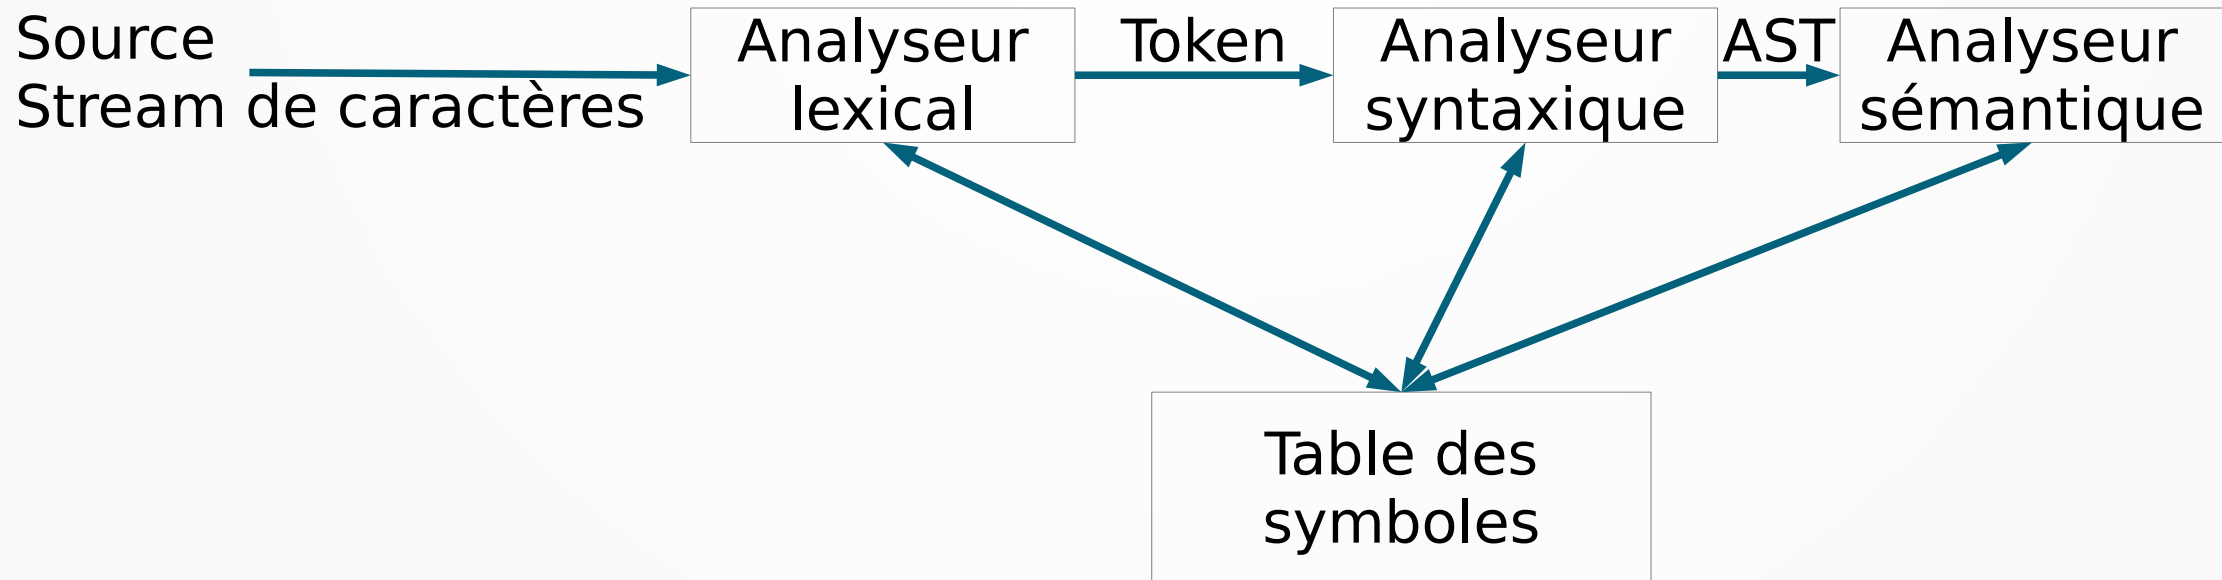 Source
Stream de caractères
Analyseur
lexical
Token
Analyseur
syntaxique
AST
Analyseur
sémantique
Table des
symboles